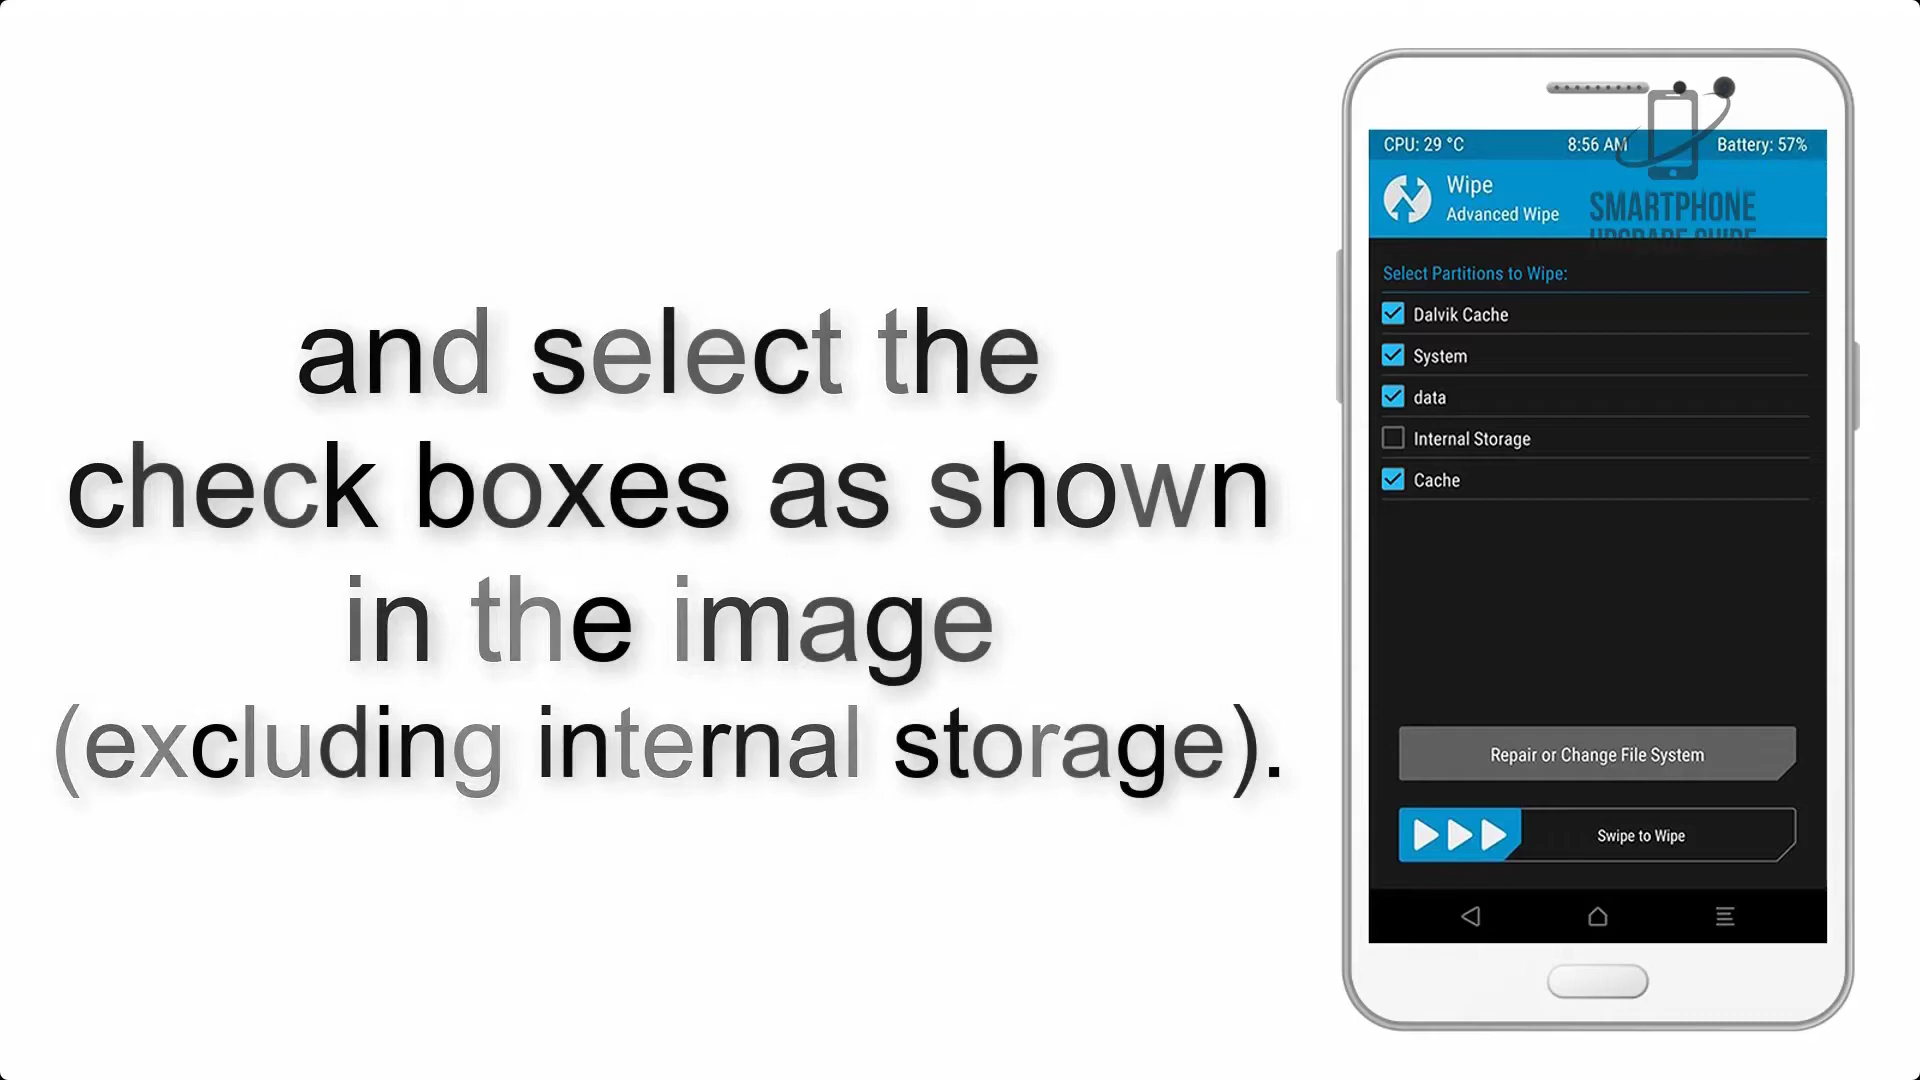 and select the
check boxes as shown
in the image
(excluding internal storage).
CPU: 29 °C 8:56 AM Battery: 57%
Wipe
Advanced Wipe
SMARTPHONE
UPGRADE GUIDE
Select Partitions to Wipe:
Dalvik Cache
System
data
Internal Storage
Cache
Repair or Change File System
Swipe to Wipe